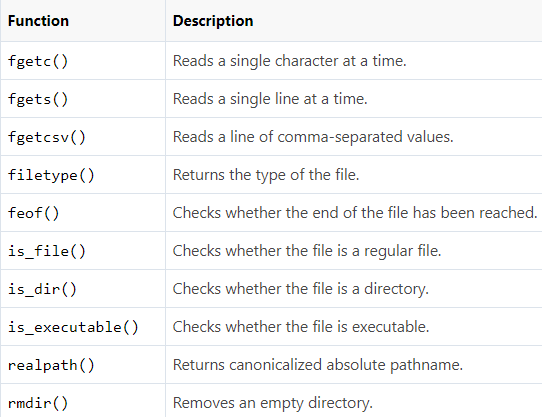 Function Description
fgetc() Reads a single character at a time.
fgets() Reads a single line at a time.
fgetcsv() Reads a line of comma-separated values.
filetype() Returns the type of the file.
feof() Checks whether the end of the file has been reached.
is_file() Checks whether the file is a regular file.
is_dir() Checks whether the file is a directory.
is_executable() Checks whether the file is executable.
realpath() Returns canonicalized absolute pathname.
rmdir() Removes an empty directory.